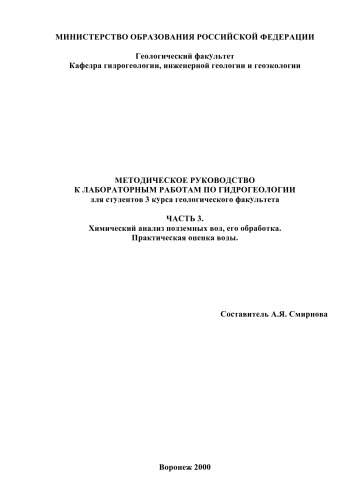 МИНИСТЕРСТВО ОБРАЗОВАНИЯ РОССИЙСКОЙ ФЕДЕРАЦИИ
Геологический факультет
Кафедра гидрогеологии, инженерной геологии и геоэкологии
МЕТОДИЧЕСКОЕ РУКОВОДСТВО
К ЛАБОРАТОРНЫМ РАБОТАМ ПО ГИДРОГЕОЛОГИИ
для студентов 3 курса геологического факультета
ЧАСТЬ 3.
Химический анализ подземных вод, его обработка.
Практическая оценка воды.
Составитель А.Я. Смирнова
Воронеж 2000